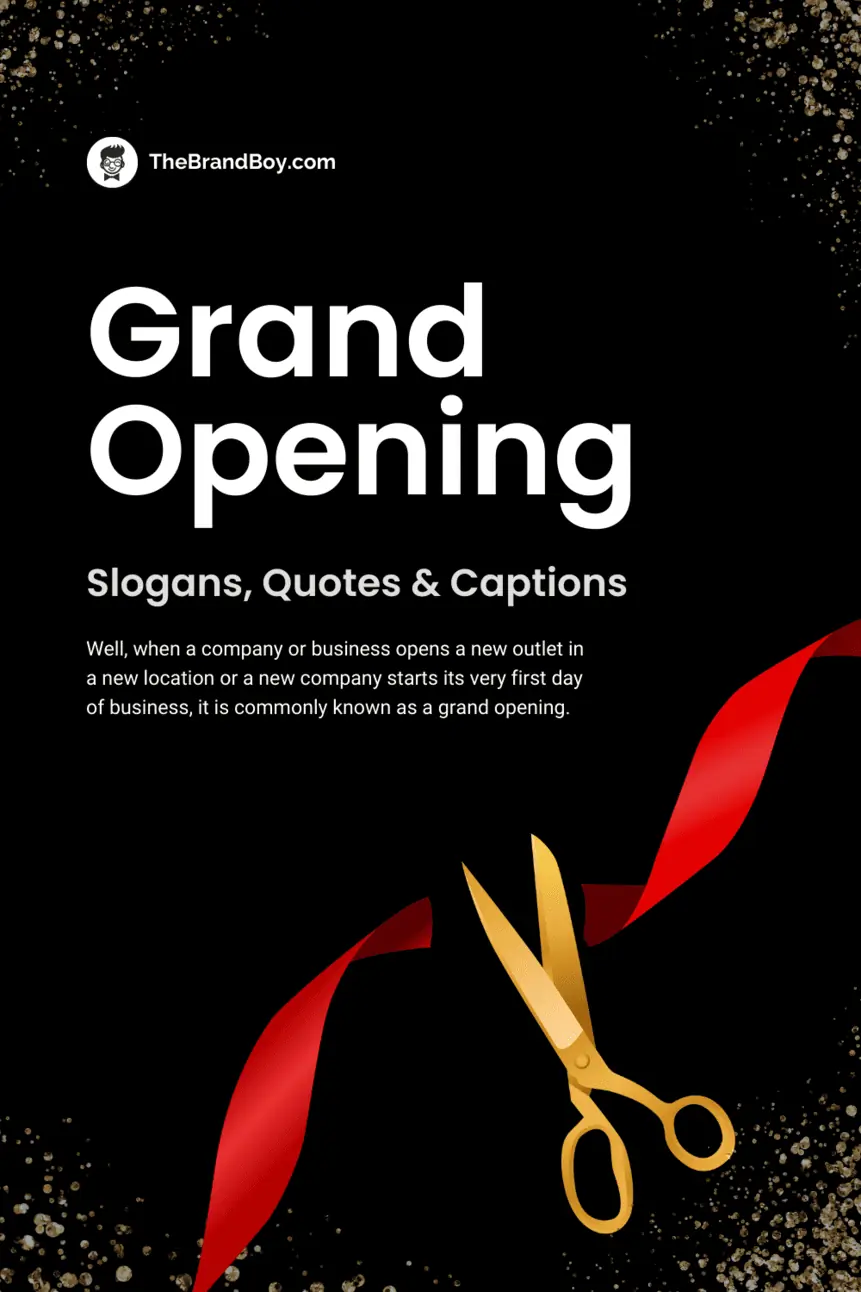 TheBrandBoy.com
Grand
Opening
Slogans, Quotes & Captions
Well, when a company or business opens a new outlet in
a new location or a new company starts its very first day
of business, it is commonly known as a grand opening.